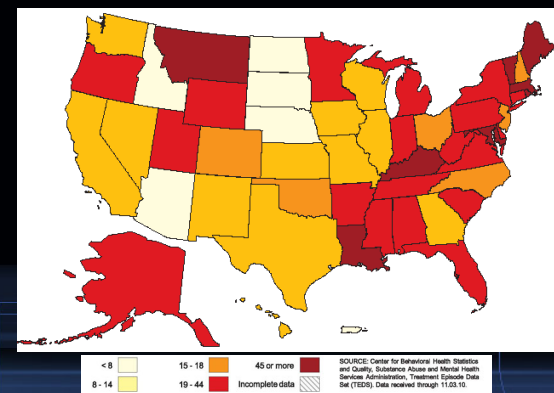 < 8
15 - 18
45 or more
8 - 14
19 - 44
Incomplete data
SOURCE: Center for Behavioral Health Statistics
and Quality, Substance Abuse and Mental Health
Services Administration, Treatment Episode Data
Set (TEDS). Data received through 11.03.10.